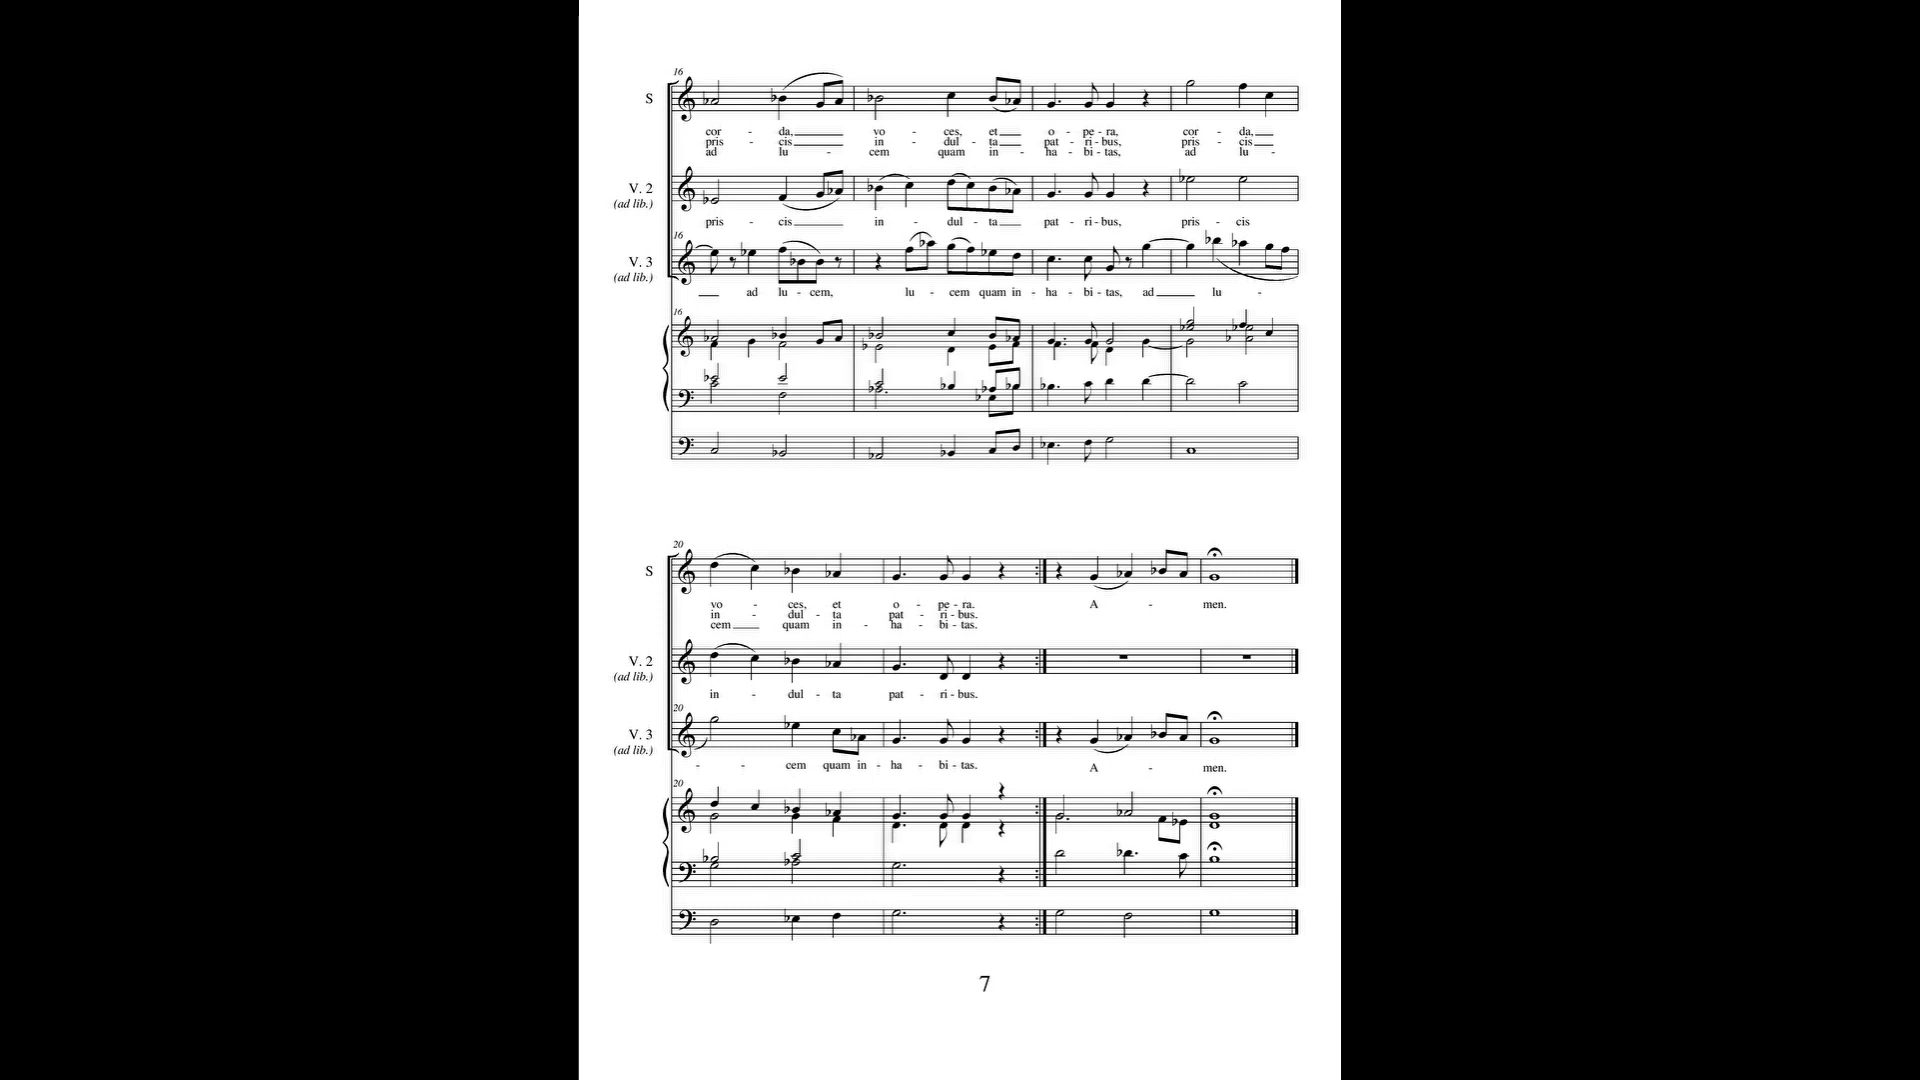 16
S
cor - da, vo - ces, et o - pe - ra, cor - da,
pris - cis in - dul - ta pat - ri - bus, pris - cis
ad lu - cem quam in - ha - bi - tas, ad lu -
V. 2
(ad lib.)
pris - cis in - dul - ta pat - ri - bus, pris - cis
16
V. 3
(ad lib.)
ad lu - cem, lu - cem quam in - ha - bi - tas, ad lu -
16
20
S
vo - ces, et o - pe - ra. A - men.
in - dul - ta pat - ri - bus.
cem quam in - ha - bi - tas.
V. 2
(ad lib.)
in - dul - ta pat - ri - bus.
20
V. 3
(ad lib.)
- - cem quam in - ha - bi - tas. A - men.
20
7